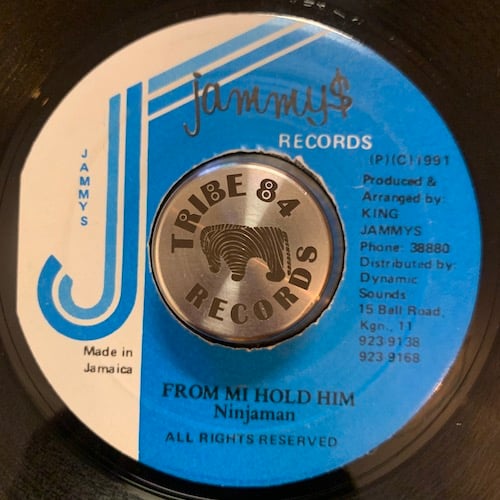 jammy$
RECORDS
JAMMYS
(P)(C) 1991
Produced &
Arranged by:
KING
JAMMYS
Phone: 38880
Distributed by:
Dynamic
Sounds
15 Bell Road,
Kgn., 11
923 9138
923 9168
TRIBE 84
RECORDS
Made in
Jamaica
FROM MI HOLD HIM
Ninjaman
ALL RIGHTS RESERVED